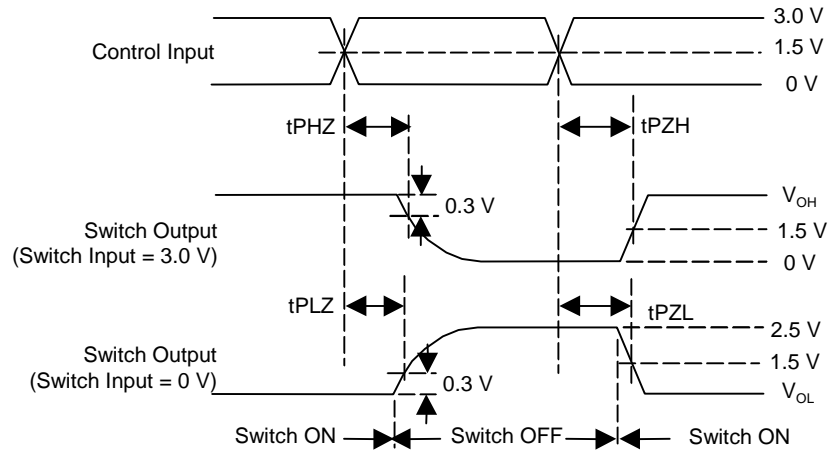 3.0 V
Control Input
1.5 V
0 V
tPHZ
tPZH
0.3 V
VOH
Switch Output
(Switch Input = 3.0 V)
1.5 V
0 V
tPLZ
tPZL
2.5 V
Switch Output
(Switch Input = 0 V)
1.5 V
0.3 V
VOL
Switch ON
Switch OFF
Switch ON